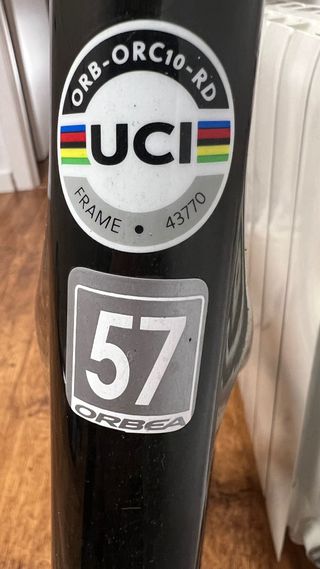 ORB-ORC10-RD
UCI
FRAME • 43770
57
ORBEA